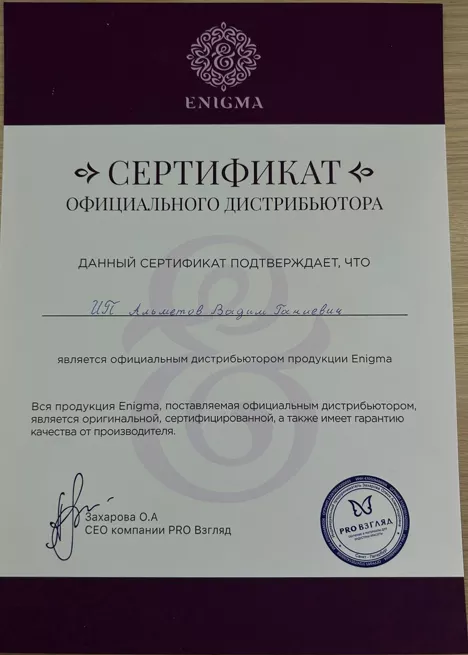 ENIGMA
СЕРТИФИКАТ
ОФИЦИАЛЬНОГО ДИСТРИБЬЮТОРА
ДАННЫЙ СЕРТИФИКАТ ПОДТВЕРЖДАЕТ, ЧТО
ИП Альметов Вадим Ганиевич
является официальным дистрибьютором продукции Enigma
Вся продукция Enigma, поставляемая официальным дистрибьютором,
является оригинальной, сертифицированной, а также имеет гарантию
качества от производителя.
Захарова О.А
CEO компании PRO Взгляд
PRO ВЗГЛЯД